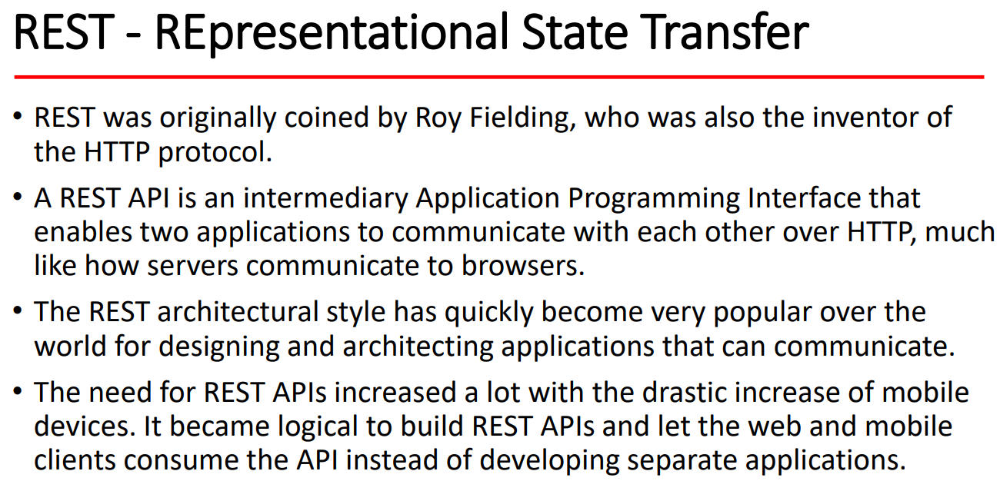 REST - REpresentational State Transfer
• REST was originally coined by Roy Fielding, who was also the inventor of
the HTTP protocol.
• A REST API is an intermediary Application Programming Interface that
enables two applications to communicate with each other over HTTP, much
like how servers communicate to browsers.
• The REST architectural style has quickly become very popular over the
world for designing and architecting applications that can communicate.
• The need for REST APIs increased a lot with the drastic increase of mobile
devices. It became logical to build REST APIs and let the web and mobile
clients consume the API instead of developing separate applications.